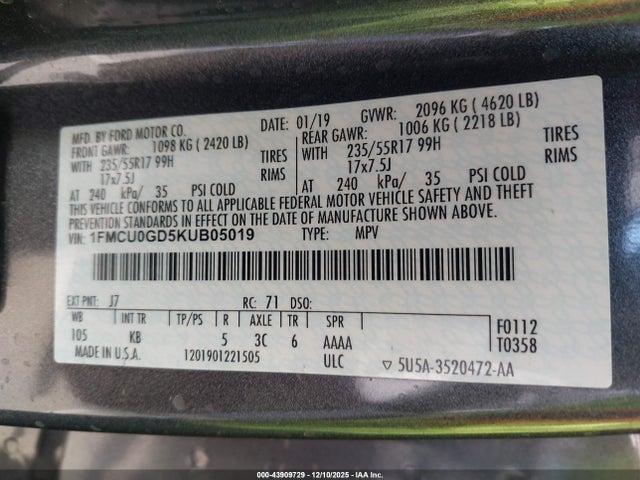 MFD. BY FORD MOTOR CO. DATE: 01/19 GVWR: 2096 KG ( 4620 LB)
FRONT GAWR: 1098 KG ( 2420 LB) REAR GAWR: 1006 KG ( 2218 LB)
WITH 235/55R17 99H TIRES WITH 235/55R17 99H TIRES
17x7.5J RIMS 17x7.5J RIMS
AT 240 kPa/ 35 PSI COLD AT 240 kPa/ 35 PSI COLD
THIS VEHICLE CONFORMS TO ALL APPLICABLE FEDERAL MOTOR VEHICLE SAFETY AND THEFT
PREVENTION STANDARDS IN EFFECT ON THE DATE OF MANUFACTURE SHOWN ABOVE.
VIN: 1FMCU0GD5KUB05019 TYPE: MPV
EXT PNT: J7 RC: 71 DSO:
WB INT TR TP/PS R AXLE TR SPR F0112
105 KB 5 3C 6 AAAA T0358
MADE IN U.S.A. 1201901221505 ULC ▽ 5U5A-3520472-AA
000-43909729 - 12/10/2025 - IAA Inc.